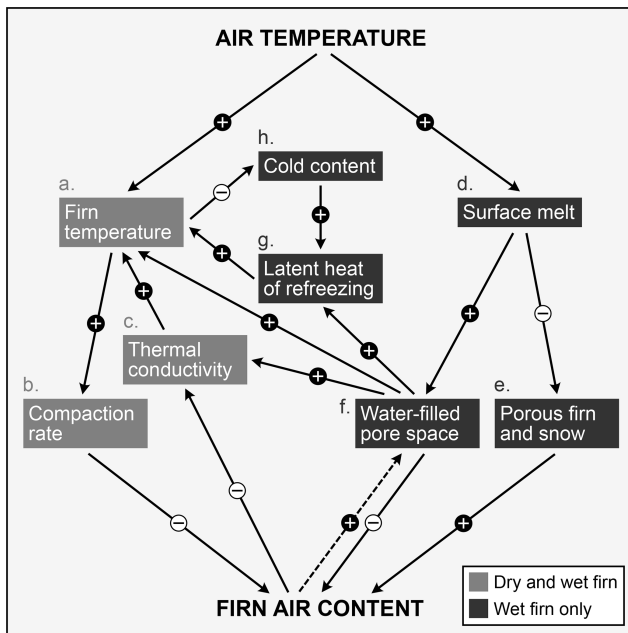 AIR TEMPERATURE
+
+
h.
Cold content
−
a.
Firn
temperature
d.
Surface melt
+
g.
Latent heat
of refreezing
+
+
+
+
−
+
c.
Thermal
conductivity
+
+
b.
Compaction
rate
f.
Water-filled
pore space
e.
Porous firn
and snow
−
−
+
−
+
FIRN AIR CONTENT
Dry and wet firn
Wet firn only